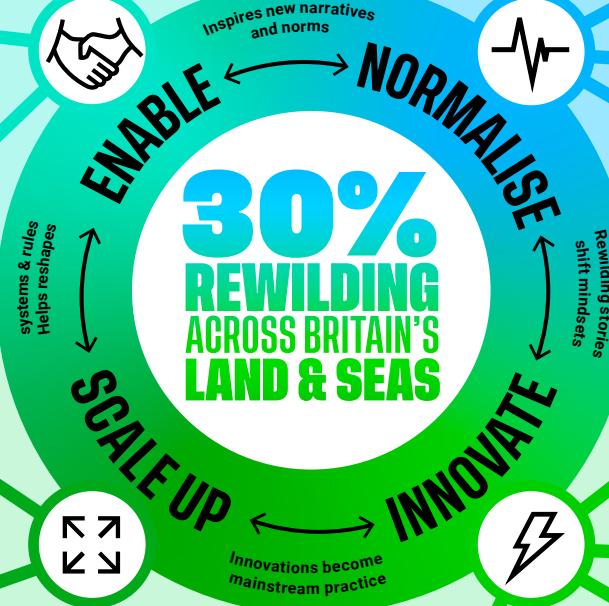 Inspires new narratives
and norms
ENABLE
NORMALISE
30%
REWILDING
ACROSS BRITAIN'S
LAND & SEAS
systems & rules
Helps reshapes
Rewilding stories
shift mindsets
SCALE UP
INNOVATE
Innovations become
mainstream practice